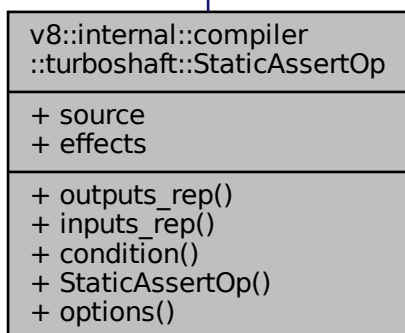 v8::internal::compiler
::turboshaft::StaticAssertOp
+ source
+ effects
+ outputs_rep()
+ inputs_rep()
+ condition()
+ StaticAssertOp()
+ options()